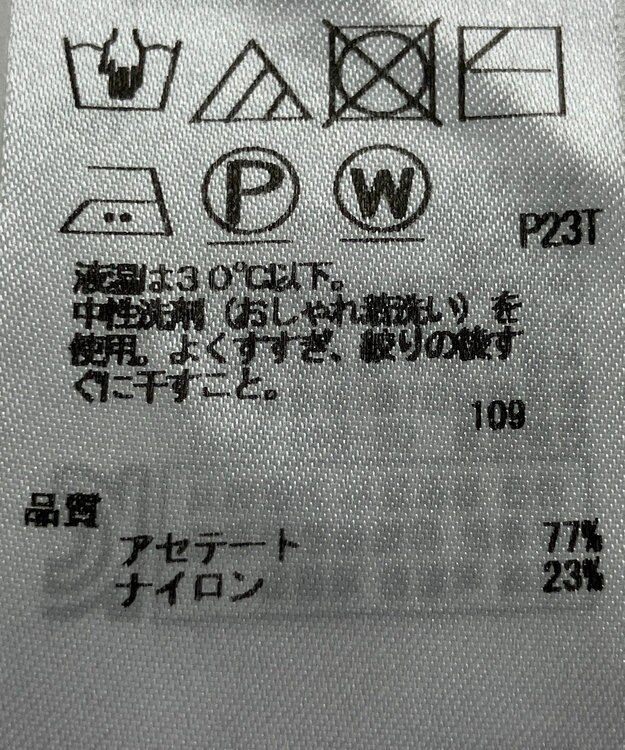 P W
P23T
液温は30℃以下。
中性洗剤（おしゃれ着洗い）を
使用。よくすすぎ、絞りの後す
ぐに干すこと。
109
品質
アセテート 77%
ナイロン 23%